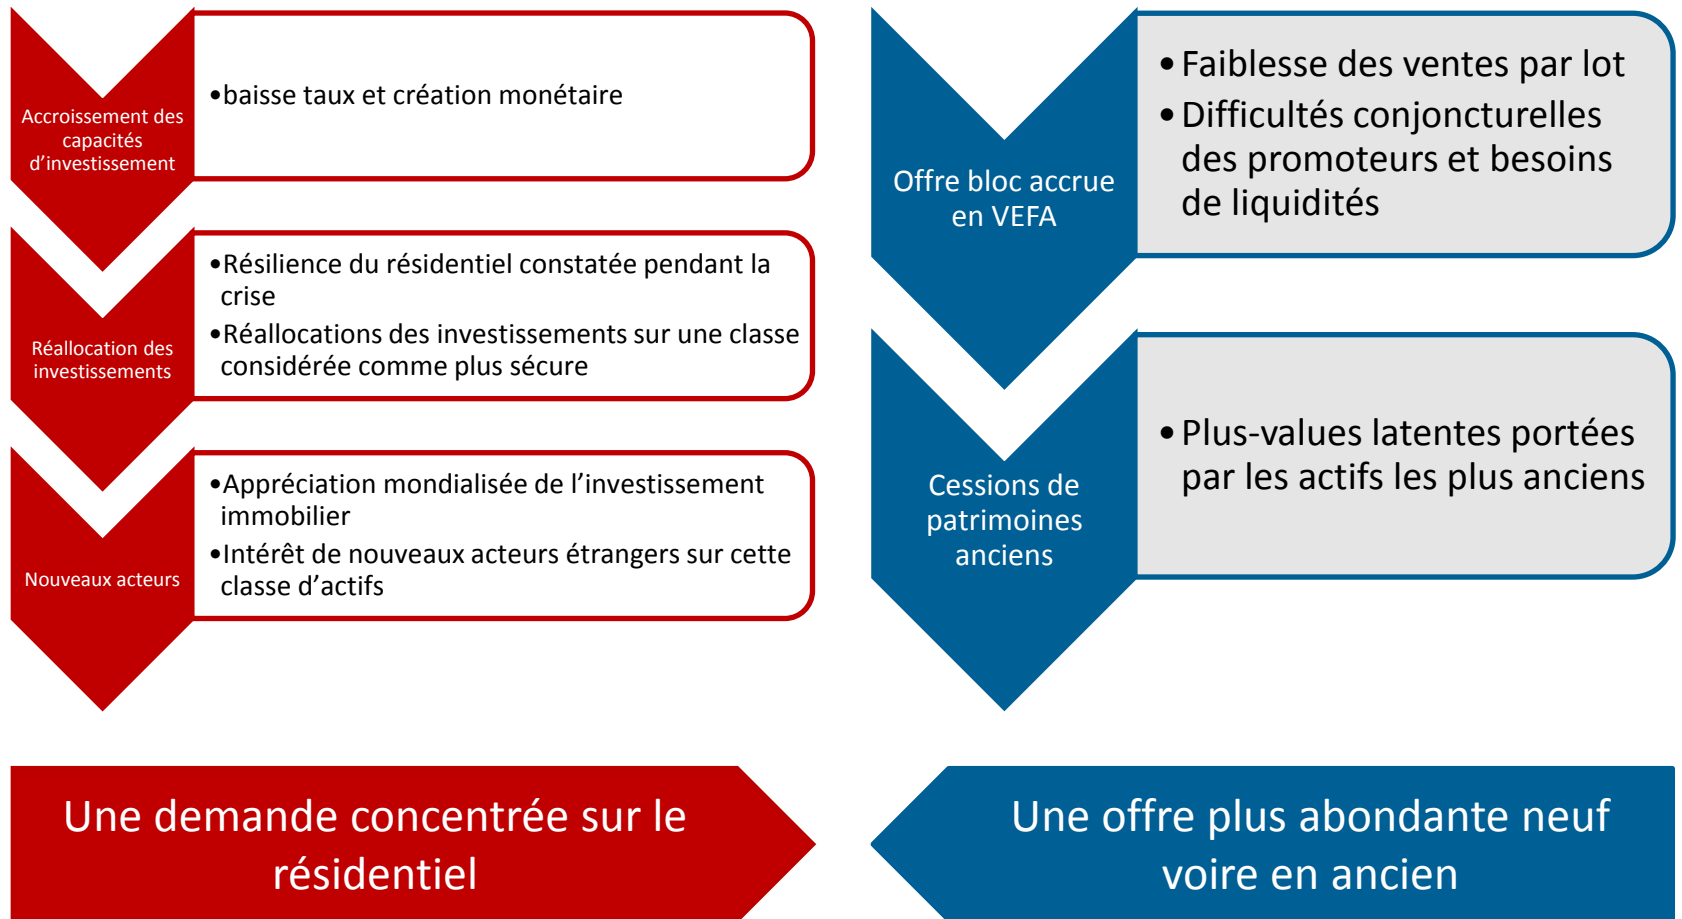 Accroissement des
capacités
d’investissement
•baisse taux et création monétaire
Réallocation des
investissements
•Résilience du résidentiel constatée pendant la
crise
•Réallocations des investissements sur une classe
considérée comme plus sécure
Nouveaux acteurs
•Appréciation mondialisée de l’investissement
immobilier
•Intérêt de nouveaux acteurs étrangers sur cette
classe d’actifs
Une demande concentrée sur le
résidentiel
Offre bloc accrue
en VEFA
•Faiblesse des ventes par lot
•Difficultés conjoncturelles
des promoteurs et besoins
de liquidités
Cessions de
patrimoines
anciens
•Plus-values latentes portées
par les actifs les plus anciens
Une offre plus abondante neuf
voire en ancien